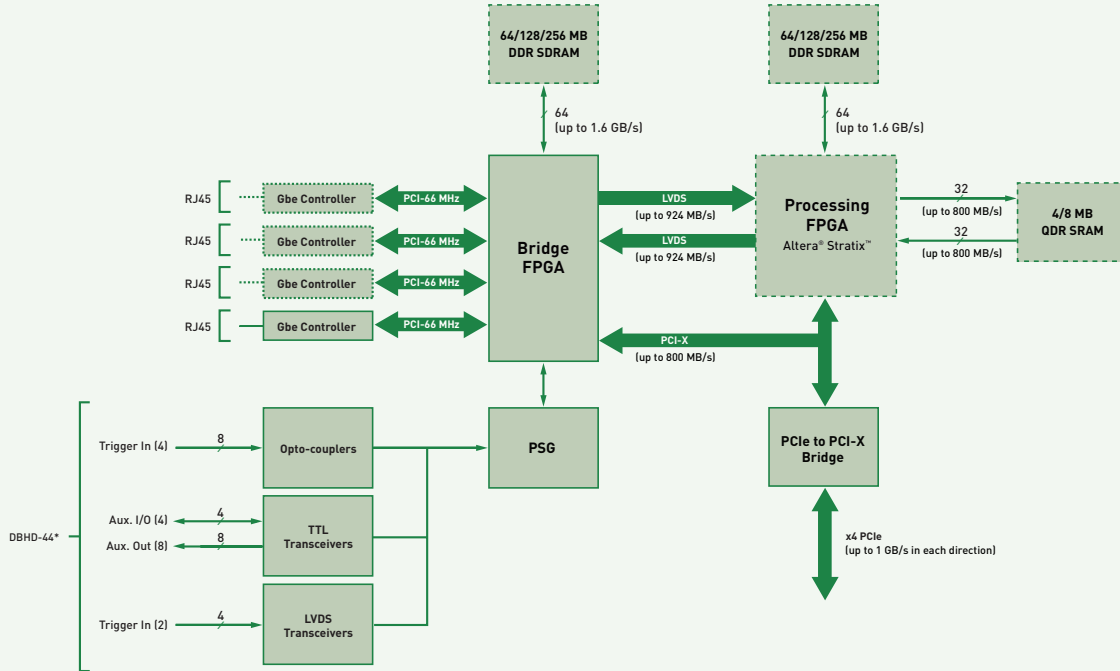 64/128/256 MB
DDR SDRAM
64/128/256 MB
DDR SDRAM
64
(up to 1.6 GB/s)
64
(up to 1.6 GB/s)
RJ45
Gbe Controller
PCI-66 MHz
RJ45
Gbe Controller
PCI-66 MHz
RJ45
Gbe Controller
PCI-66 MHz
RJ45
Gbe Controller
PCI-66 MHz
Bridge
FPGA
LVDS
(up to 924 MB/s)
LVDS
(up to 924 MB/s)
PCI-X
(up to 800 MB/s)
Processing
FPGA
Altera® Stratix™
32
(up to 800 MB/s)
32
(up to 800 MB/s)
4/8 MB
QDR SRAM
DBHD-44*
Trigger In (4)
8
Opto-couplers
Aux. I/O (4)
4
Aux. Out (8)
8
TTL
Transceivers
Trigger In (2)
4
LVDS
Transceivers
PSG
PCIe to PCI-X
Bridge
x4 PCIe
(up to 1 GB/s in each direction)